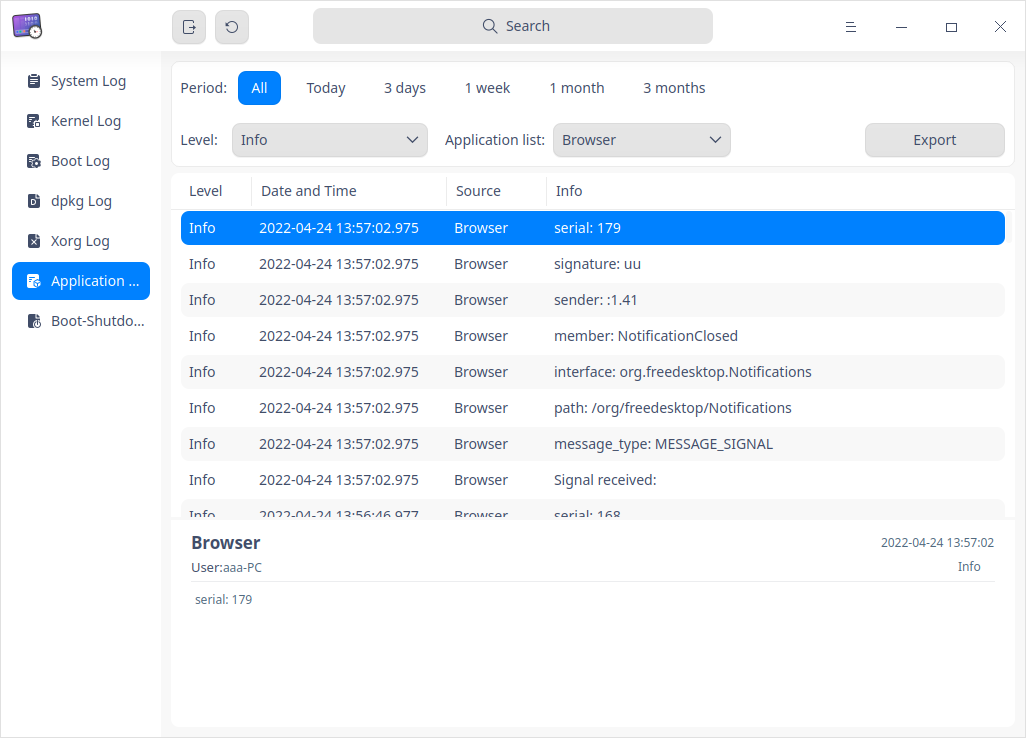 Search
System Log
Kernel Log
Boot Log
dpkg Log
Xorg Log
Application ...
Boot-Shutdo...
Period: All Today 3 days 1 week 1 month 3 months
Level: Info Application list: Browser Export
Level Date and Time Source Info
Info 2022-04-24 13:57:02.975 Browser serial: 179
Info 2022-04-24 13:57:02.975 Browser signature: uu
Info 2022-04-24 13:57:02.975 Browser sender: :1.41
Info 2022-04-24 13:57:02.975 Browser member: NotificationClosed
Info 2022-04-24 13:57:02.975 Browser interface: org.freedesktop.Notifications
Info 2022-04-24 13:57:02.975 Browser path: /org/freedesktop/Notifications
Info 2022-04-24 13:57:02.975 Browser message_type: MESSAGE_SIGNAL
Info 2022-04-24 13:57:02.975 Browser Signal received:
Info 2022-04-24 13:56:46.977 Browser serial: 168
Browser 2022-04-24 13:57:02
User:aaa-PC Info
serial: 179